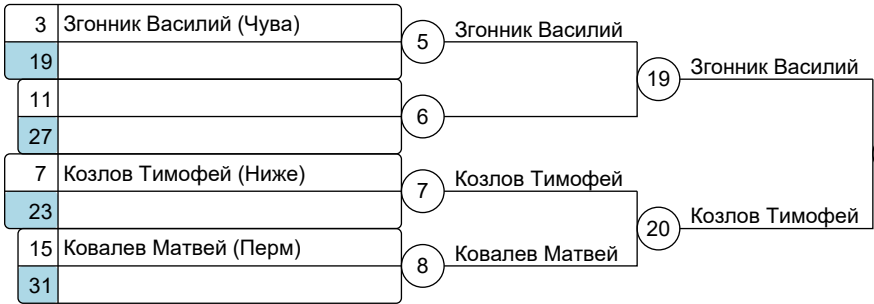 3 Згонник Василий (Чува)
19
5 Згонник Василий
11
27
6
19 Згонник Василий
7 Козлов Тимофей (Ниже)
23
7 Козлов Тимофей
15 Ковалев Матвей (Перм)
31
8 Ковалев Матвей
20 Козлов Тимофей